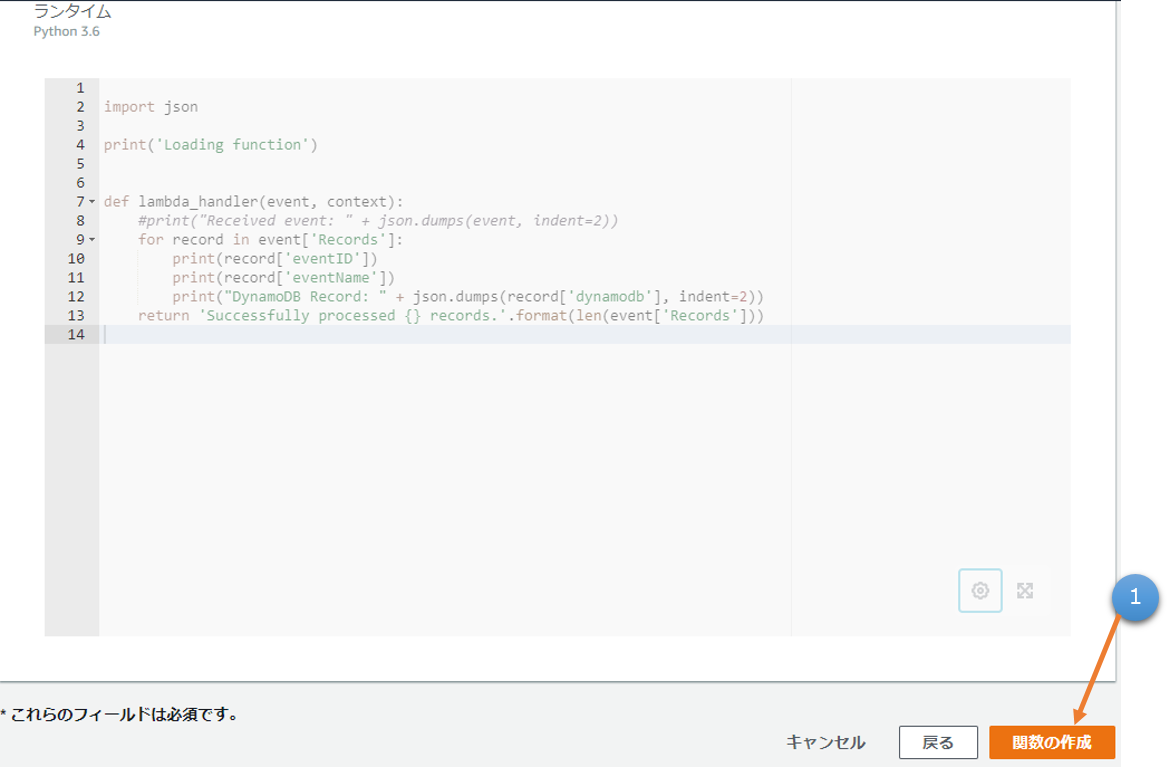 ランタイム
Python 3.6
1
2 import json
3
4 print('Loading function')
5
6
7 def lambda_handler(event, context):
8     #print("Received event: " + json.dumps(event, indent=2))
9     for record in event['Records']:
10         print(record['eventID'])
11         print(record['eventName'])
12         print("DynamoDB Record: " + json.dumps(record['dynamodb'], indent=2))
13     return 'Successfully processed {} records.'.format(len(event['Records']))
14
1
* これらのフィールドは必須です。
キャンセル 戻る 関数の作成